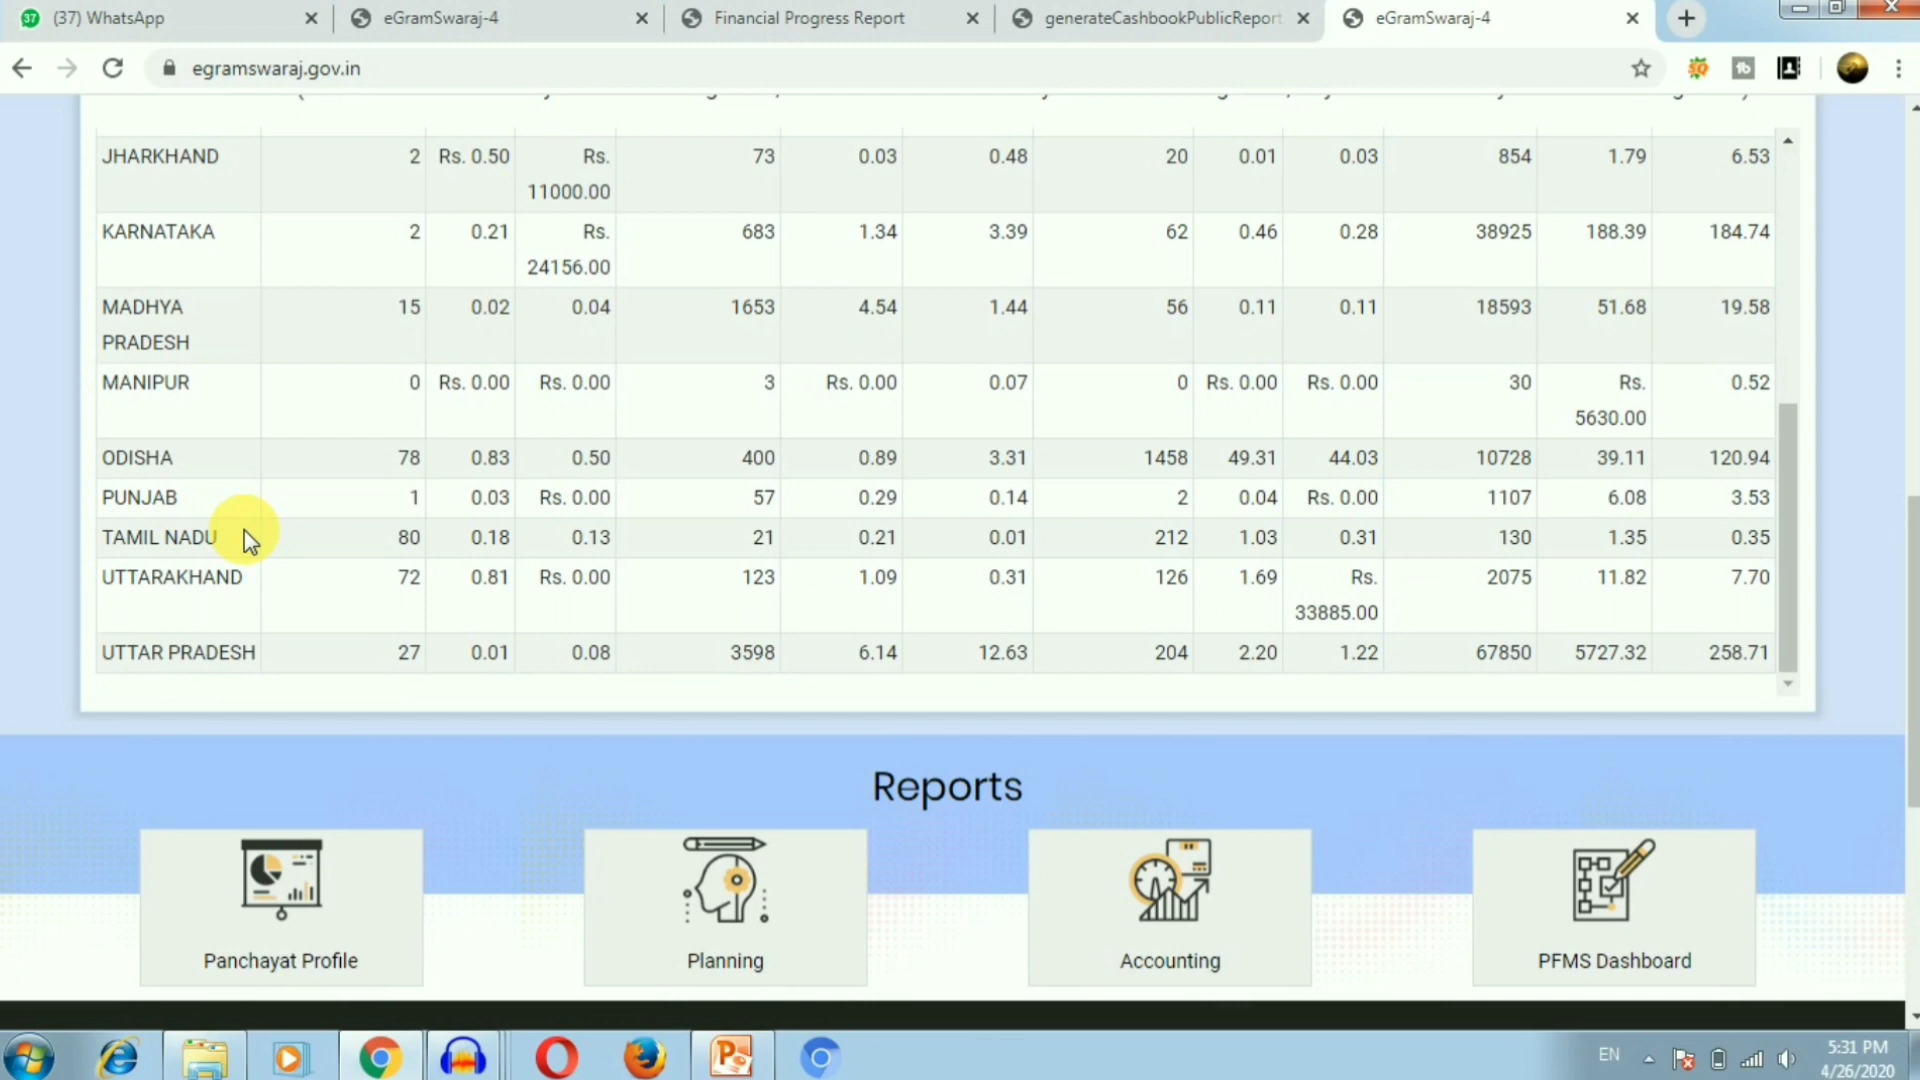 37 (37) WhatsApp
eGramSwaraj-4
Financial Progress Report
generateCashbookPublicReport
eGramSwaraj-4
egramswaraj.gov.in
JHARKHAND 2 Rs. 0.50 Rs. 11000.00 73 0.03 0.48 20 0.01 0.03 854 1.79 6.53
KARNATAKA 2 0.21 Rs. 24156.00 683 1.34 3.39 62 0.46 0.28 38925 188.39 184.74
MADHYA PRADESH 15 0.02 0.04 1653 4.54 1.44 56 0.11 0.11 18593 51.68 19.58
MANIPUR 0 Rs. 0.00 Rs. 0.00 3 Rs. 0.00 0.07 0 Rs. 0.00 Rs. 0.00 30 Rs. 5630.00 0.52
ODISHA 78 0.83 0.50 400 0.89 3.31 1458 49.31 44.03 10728 39.11 120.94
PUNJAB 1 0.03 Rs. 0.00 57 0.29 0.14 2 0.04 Rs. 0.00 1107 6.08 3.53
TAMIL NADU 80 0.18 0.13 21 0.21 0.01 212 1.03 0.31 130 1.35 0.35
UTTARAKHAND 72 0.81 Rs. 0.00 123 1.09 0.31 126 1.69 Rs. 33885.00 2075 11.82 7.70
UTTAR PRADESH 27 0.01 0.08 3598 6.14 12.63 204 2.20 1.22 67850 5727.32 258.71
Reports
Panchayat Profile
Planning
Accounting
PFMS Dashboard
EN
5:31 PM
4/26/2020